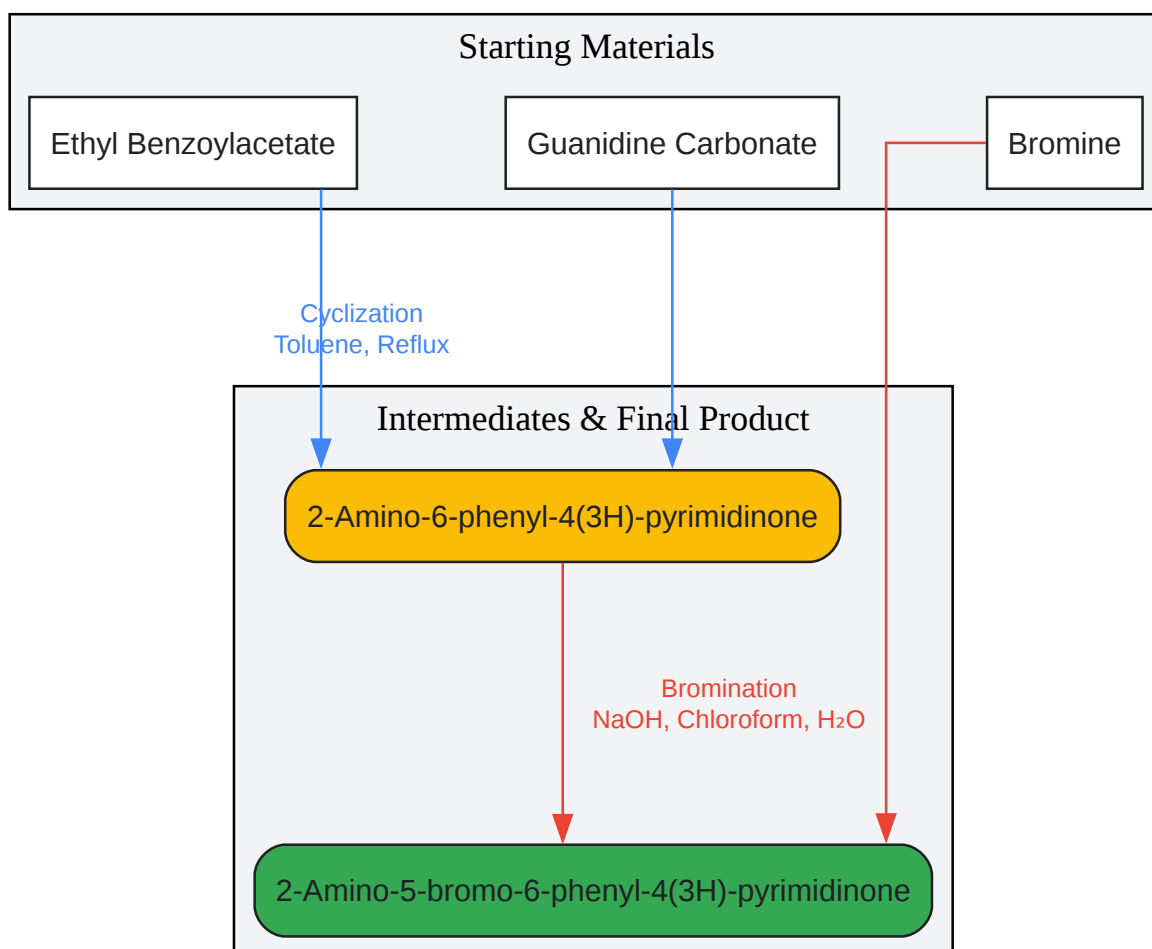 Starting Materials
Ethyl Benzoylacetate
Guanidine Carbonate
Bromine
Cyclization
Toluene, Reflux
Intermediates & Final Product
2-Amino-6-phenyl-4(3H)-pyrimidinone
Bromination
NaOH, Chloroform, H₂O
2-Amino-5-bromo-6-phenyl-4(3H)-pyrimidinone